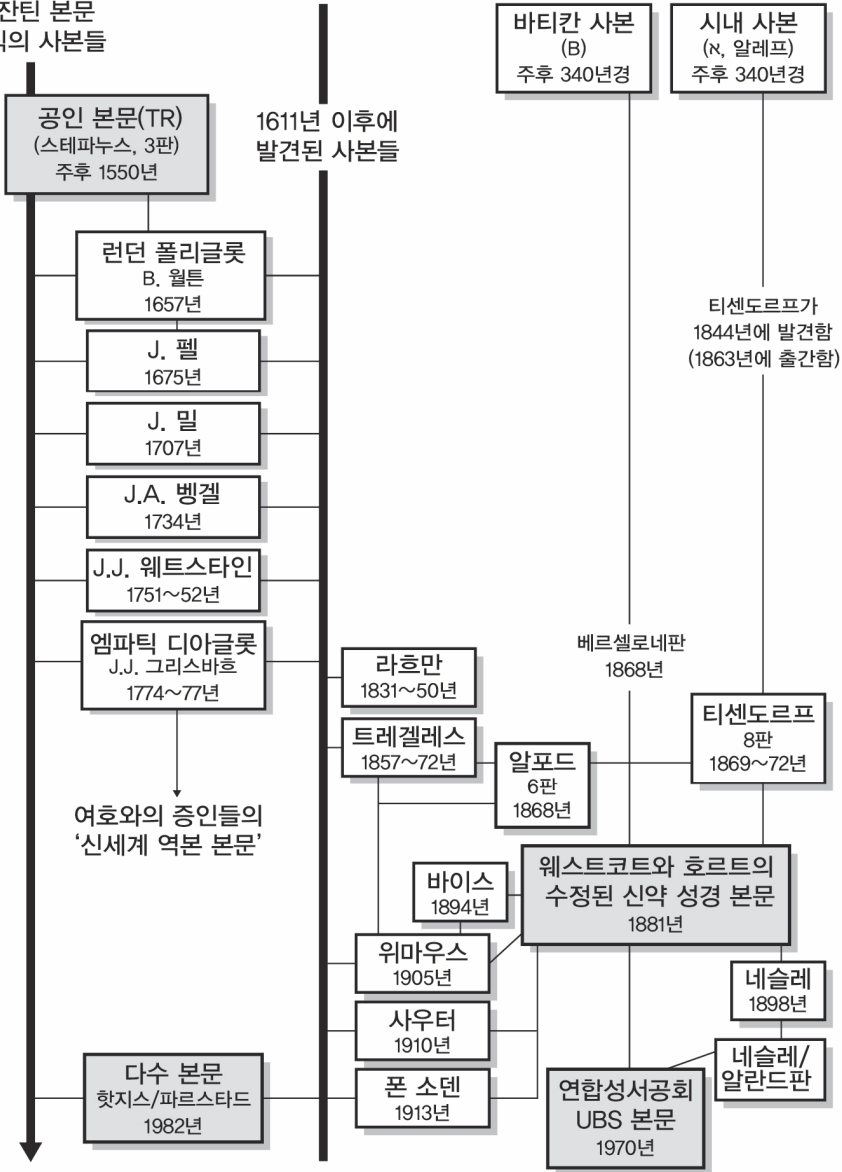 잔틴 본문
의 사본들
공인 본문(TR)
(스테파누스, 3판)
주후 1550년
1611년 이후에
발견된 사본들
바티칸 사본
(B)
주후 340년경
시내 사본
(א, 알레프)
주후 340년경
런던 폴리글롯
B. 월튼
1657년
J. 펠
1675년
J. 밀
1707년
J.A. 벵겔
1734년
J.J. 웨트스타인
1751~52년
엠파틱 디아글롯
J.J. 그리스바흐
1774~77년
여호와의 증인들의
‘신세계 역본 본문’
티센도르프가
1844년에 발견함
(1863년에 출간함)
베르셀로네판
1868년
라흐만
1831~50년
트레겔레스
1857~72년
알포드
6판
1868년
티센도르프
8판
1869~72년
웨스트코트와 호르트의
수정된 신약 성경 본문
1881년
바이스
1894년
위마우스
1905년
사우터
1910년
폰 소덴
1913년
네슬레
1898년
네슬레/
알란드판
연합성서공회
UBS 본문
1970년
다수 본문
핫지스/파르스타드
1982년